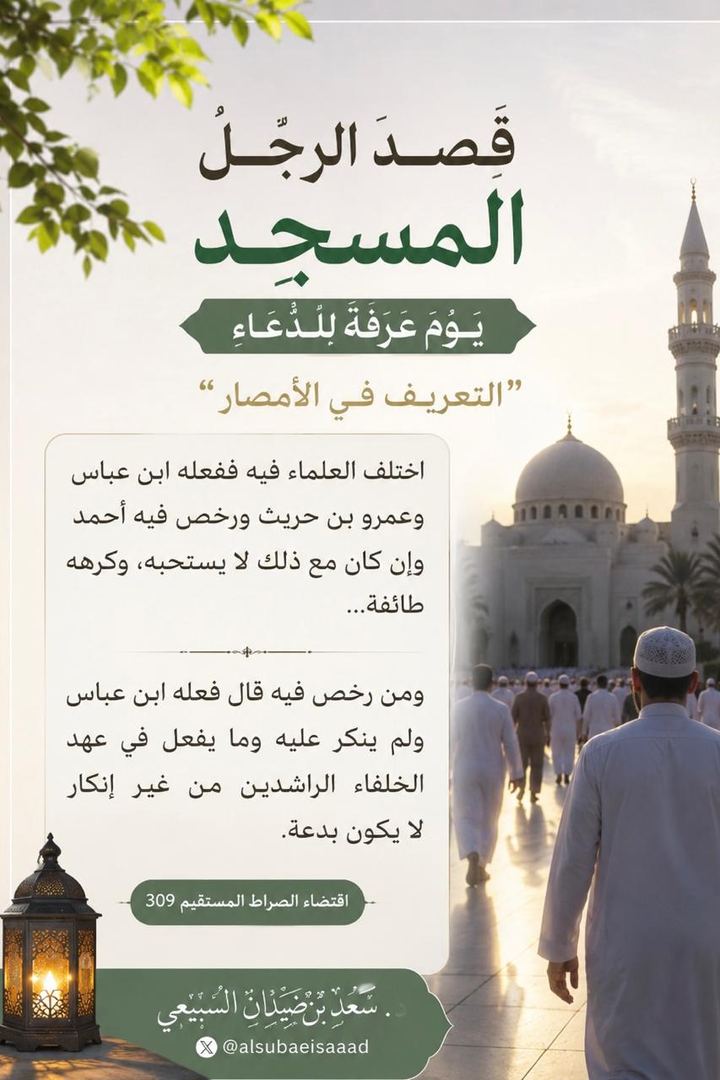 قَصدَ الرجّلُ
المسجِد
يَوُمَ عَرَفَةَ لِلدُّعَاءِ
”التعريف في الأمصار“
اختلف العلماء فيه ففعله ابن عباس
وعمرو بن حريث ورخص فيه أحمد
وإن كان مع ذلك لا يستحبه، وكرهه
طائفة...
ومن رخص فيه قال فعله ابن عباس
ولم ينكر عليه وما يفعل في عهد
الخلفاء الراشدين من غير إنكار
لا يكون بدعة.
اقتضاء الصراط المستقيم 309
د. سَعْدُ بْنُ ضَيْدَانَ السُّبَيْعِي
@alsubaeisaaad